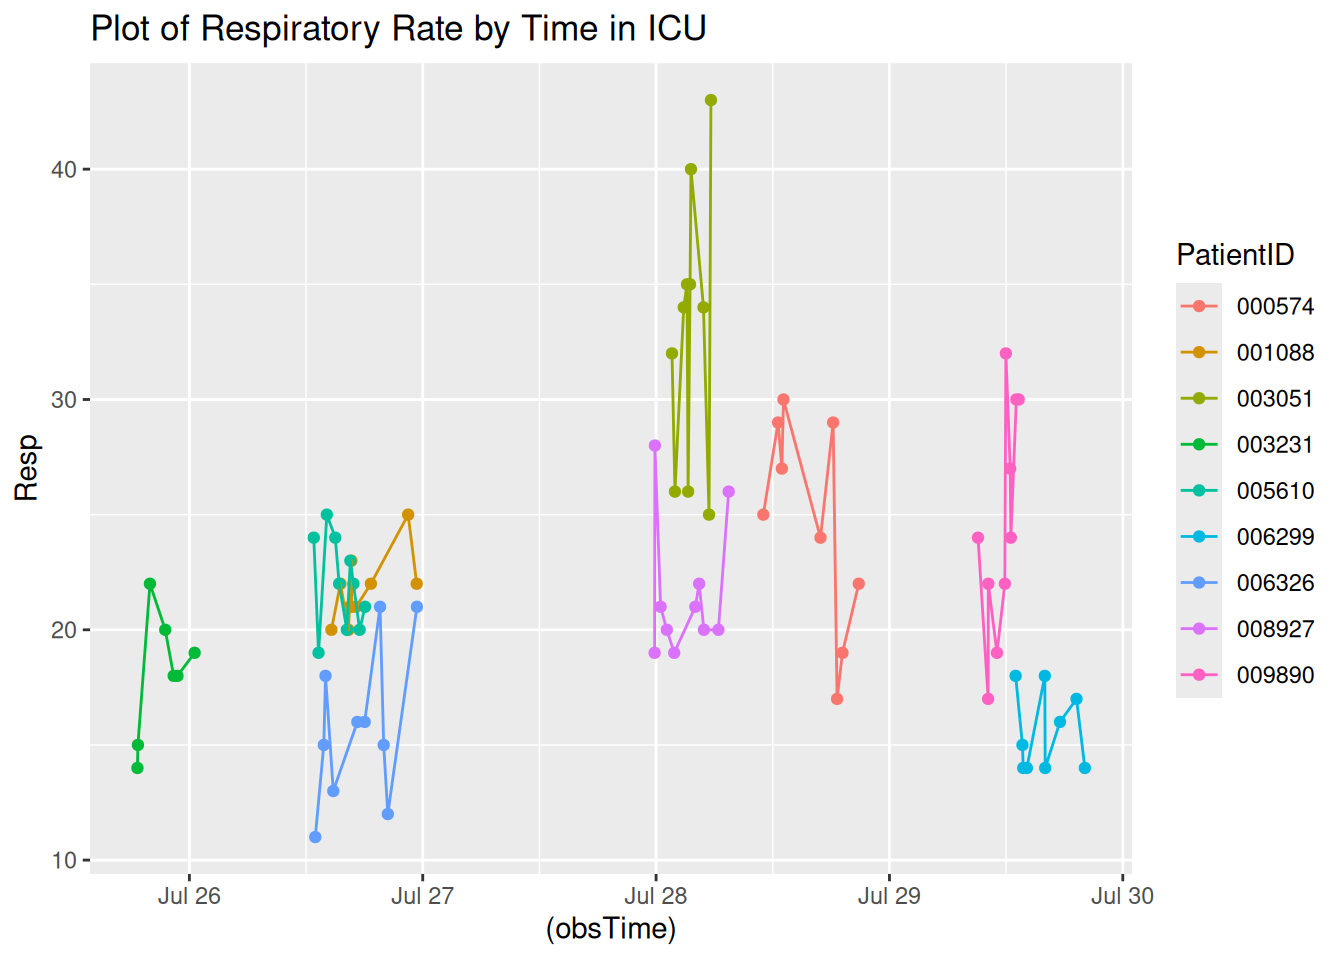 Plot of Respiratory Rate by Time in ICU
Resp
40
30
20
10
Jul 26
Jul 27
Jul 28
Jul 29
Jul 30
(obsTime)
PatientID
000574
001088
003051
003231
005610
006299
006326
008927
009890